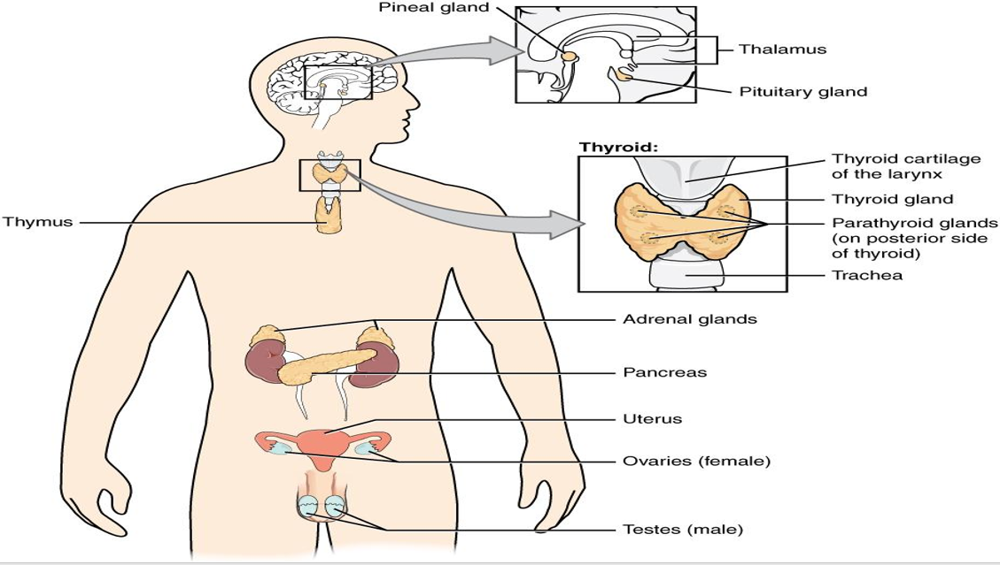 Pineal gland
Thalamus
Pituitary gland
Thyroid:
Thyroid cartilage
of the larynx
Thyroid gland
Parathyroid glands
(on posterior side
of thyroid)
Trachea
Thymus
Adrenal glands
Pancreas
Uterus
Ovaries (female)
Testes (male)